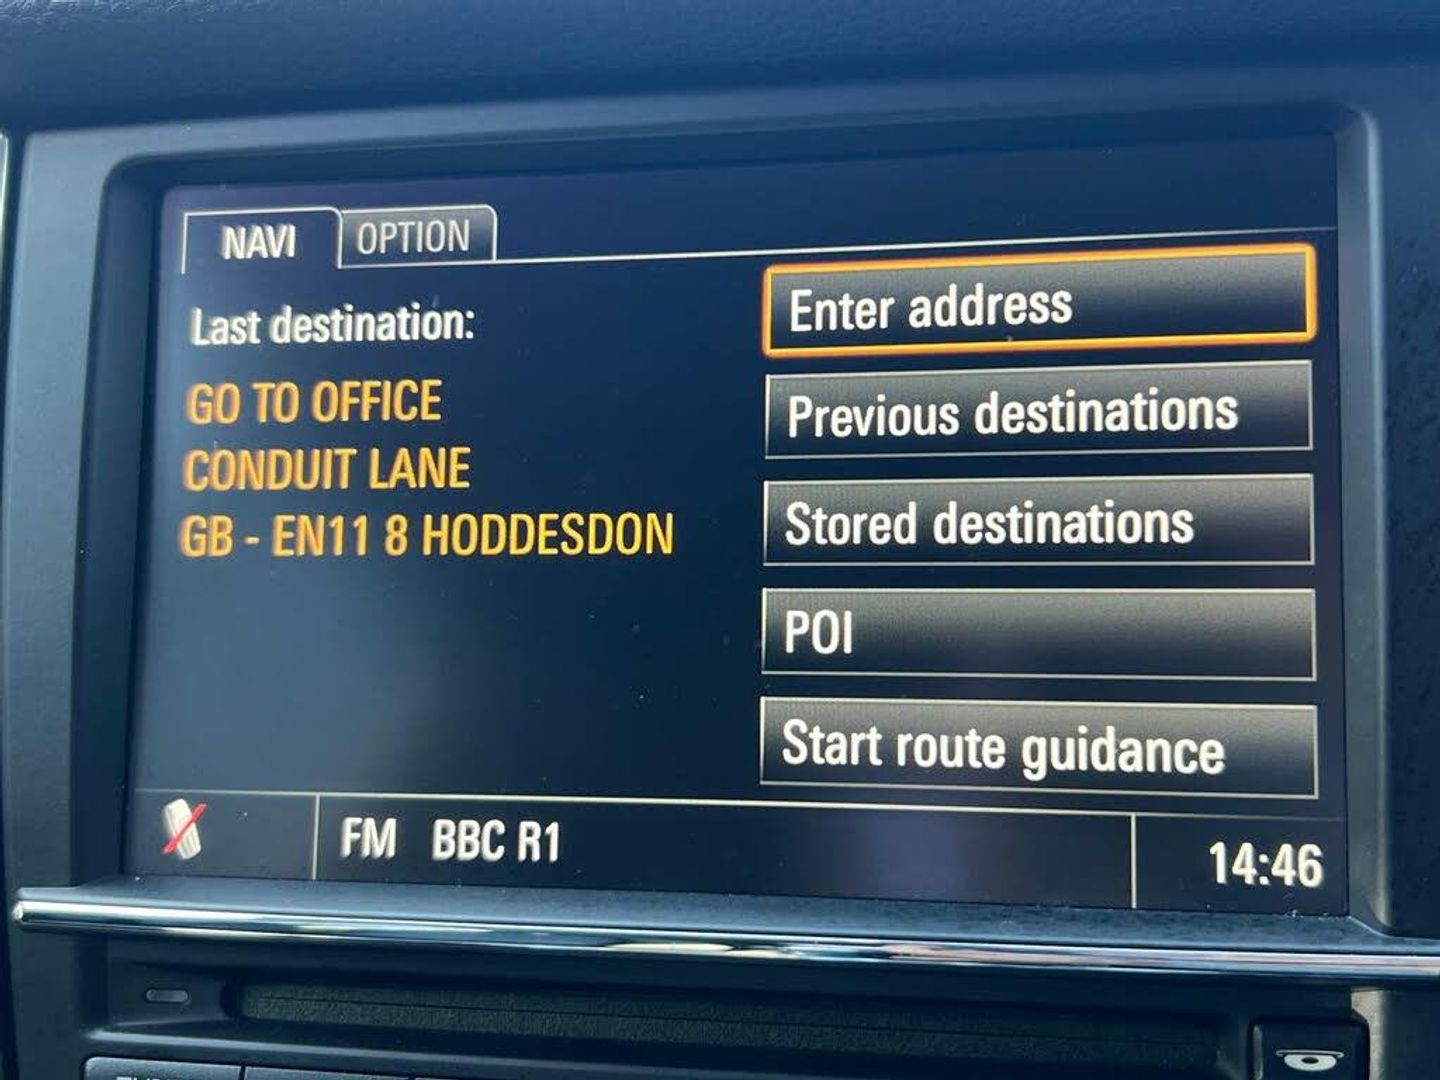 NAVI
OPTION
Last destination:
GO TO OFFICE
CONDUIT LANE
GB - EN11 8 HODDESDON
Enter address
Previous destinations
Stored destinations
POI
Start route guidance
FM BBC R1
14:46